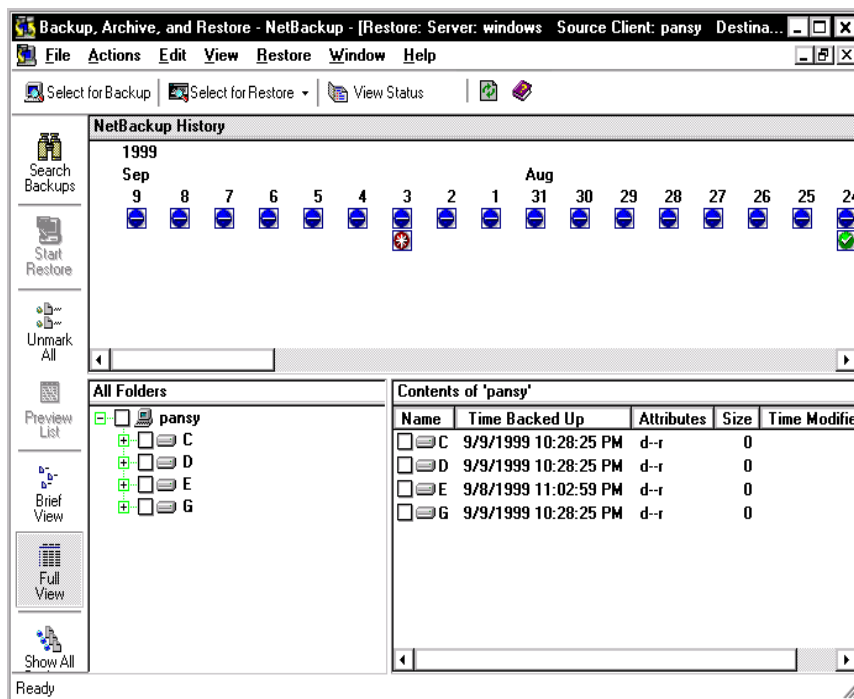 Backup, Archive, and Restore - NetBackup - [Restore: Server: windows Source Client: pansy Destina...
File Actions Edit View Restore Window Help
Select for Backup Select for Restore View Status
NetBackup History
1999
Sep Aug
9 8 7 6 5 4 3 2 1 31 30 29 28 27 26 25 24
Search Backups
Start Restore
Unmark All
Preview List
Brief View
Full View
Show All
All Folders
pansy
C
D
E
G
Contents of 'pansy'
Name Time Backed Up Attributes Size Time Modifie
C 9/9/1999 10:28:25 PM d--r 0
D 9/9/1999 10:28:25 PM d--r 0
E 9/8/1999 11:02:59 PM d--r 0
G 9/9/1999 10:28:25 PM d--r 0
Ready